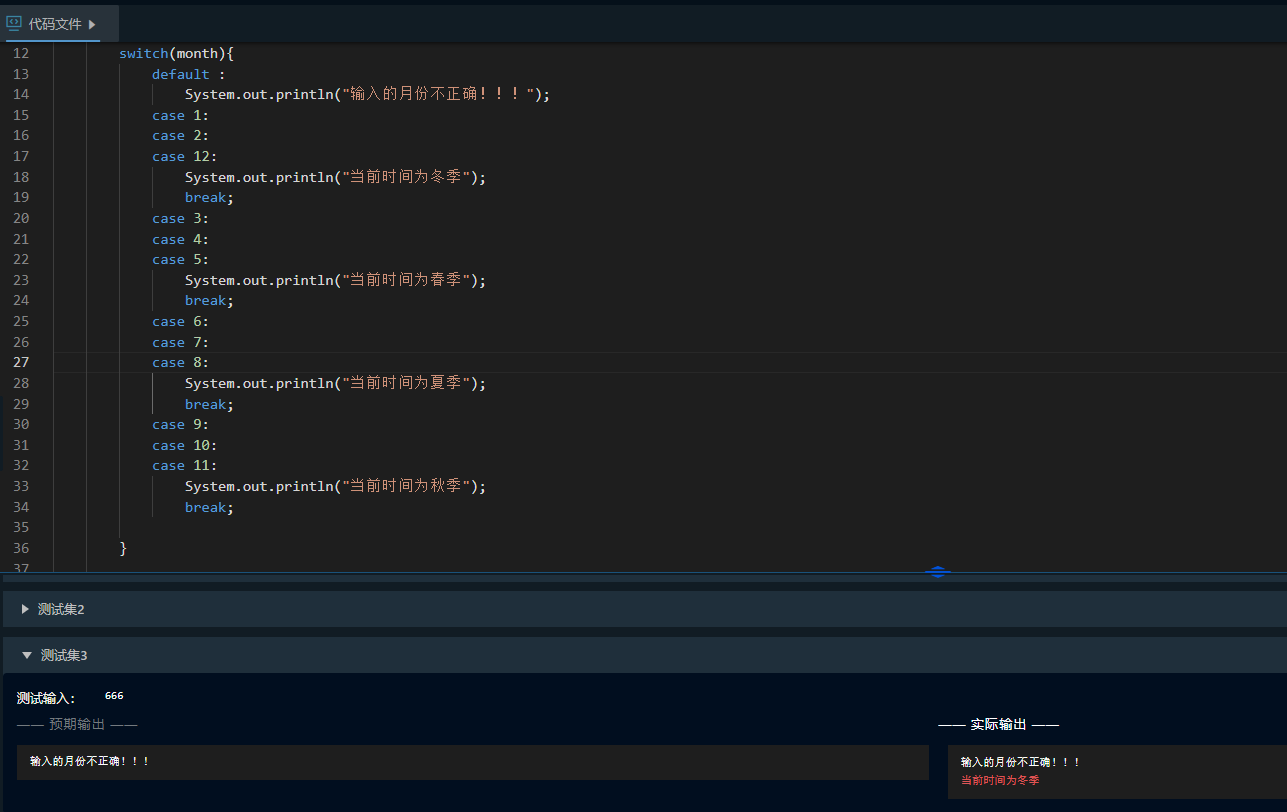 代码文件
12 switch(month){
13 default :
14 System.out.println("输入的月份不正确！！！");
15 case 1:
16 case 2:
17 case 12:
18 System.out.println("当前时间为冬季");
19 break;
20 case 3:
21 case 4:
22 case 5:
23 System.out.println("当前时间为春季");
24 break;
25 case 6:
26 case 7:
27 case 8:
28 System.out.println("当前时间为夏季");
29 break;
30 case 9:
31 case 10:
32 case 11:
33 System.out.println("当前时间为秋季");
34 break;
35
36 }
37
测试集2
测试集3
测试输入： 666
—— 预期输出 —— —— 实际输出 ——
输入的月份不正确！！！ 输入的月份不正确！！！
当前时间为冬季